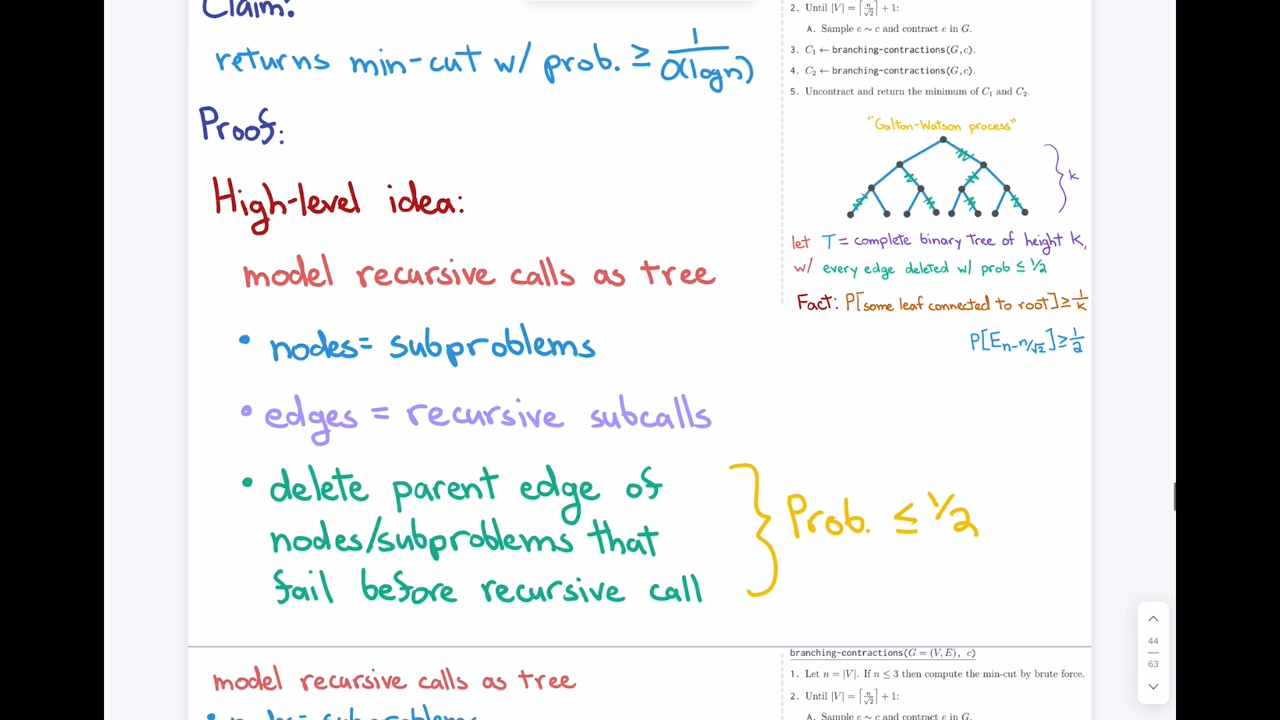 Claim:
returns min-cut w/ prob. ≥ 1/O(log n)
Proof:
High-level idea:
model recursive calls as tree
• nodes= subproblems
• edges = recursive subcalls
• delete parent edge of
nodes/subproblems that
fail before recursive call
Prob. ≤ 1/2
2. Until |V| = ⌈n/√2⌉ + 1:
A. Sample e ~ c and contract e in G.
3. C₁ ← branching-contractions(G,c).
4. C₂ ← branching-contractions(G,c).
5. Uncontract and return the minimum of C₁ and C₂.
"Galton-Watson process"
k
let T = complete binary tree of height k,
w/ every edge deleted w/ prob ≤ 1/2
Fact: P[some leaf connected to root] ≥ 1/k
P[E_{n-n/√2}] ≥ 1/2
44
63
model recursive calls as tree
• nodes= subproblems
branching-contractions(G = (V, E), c)
1. Let n = |V|. If n ≤ 3 then compute the min-cut by brute force.
2. Until |V| = ⌈n/√2⌉ + 1:
A. Sample e ~ c and contract e in G.